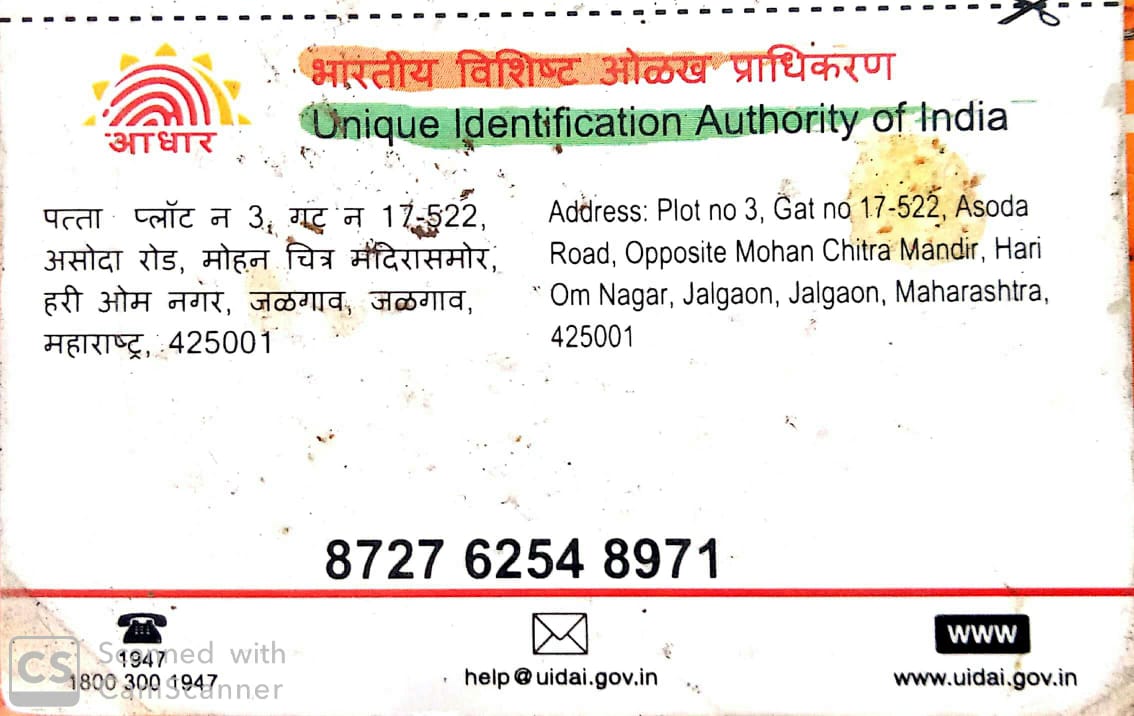 भारतीय विशिष्ट ओळख प्राधिकरण
Unique Identification Authority of India
आधार
पत्ता प्लॉट न 3, गट न 17-522,
असोदा रोड, मोहन चित्र मंदिरासमोर,
हरी ओम नगर, जळगाव, जळगाव,
महाराष्ट्र, 425001
Address: Plot no 3, Gat no 17-522, Asoda
Road, Opposite Mohan Chitra Mandir, Hari
Om Nagar, Jalgaon, Jalgaon, Maharashtra,
425001
8727 6254 8971
1947
1800 300 1947
help@uidai.gov.in
WWW
www.uidai.gov.in
CS
Scanned with
CamScanner